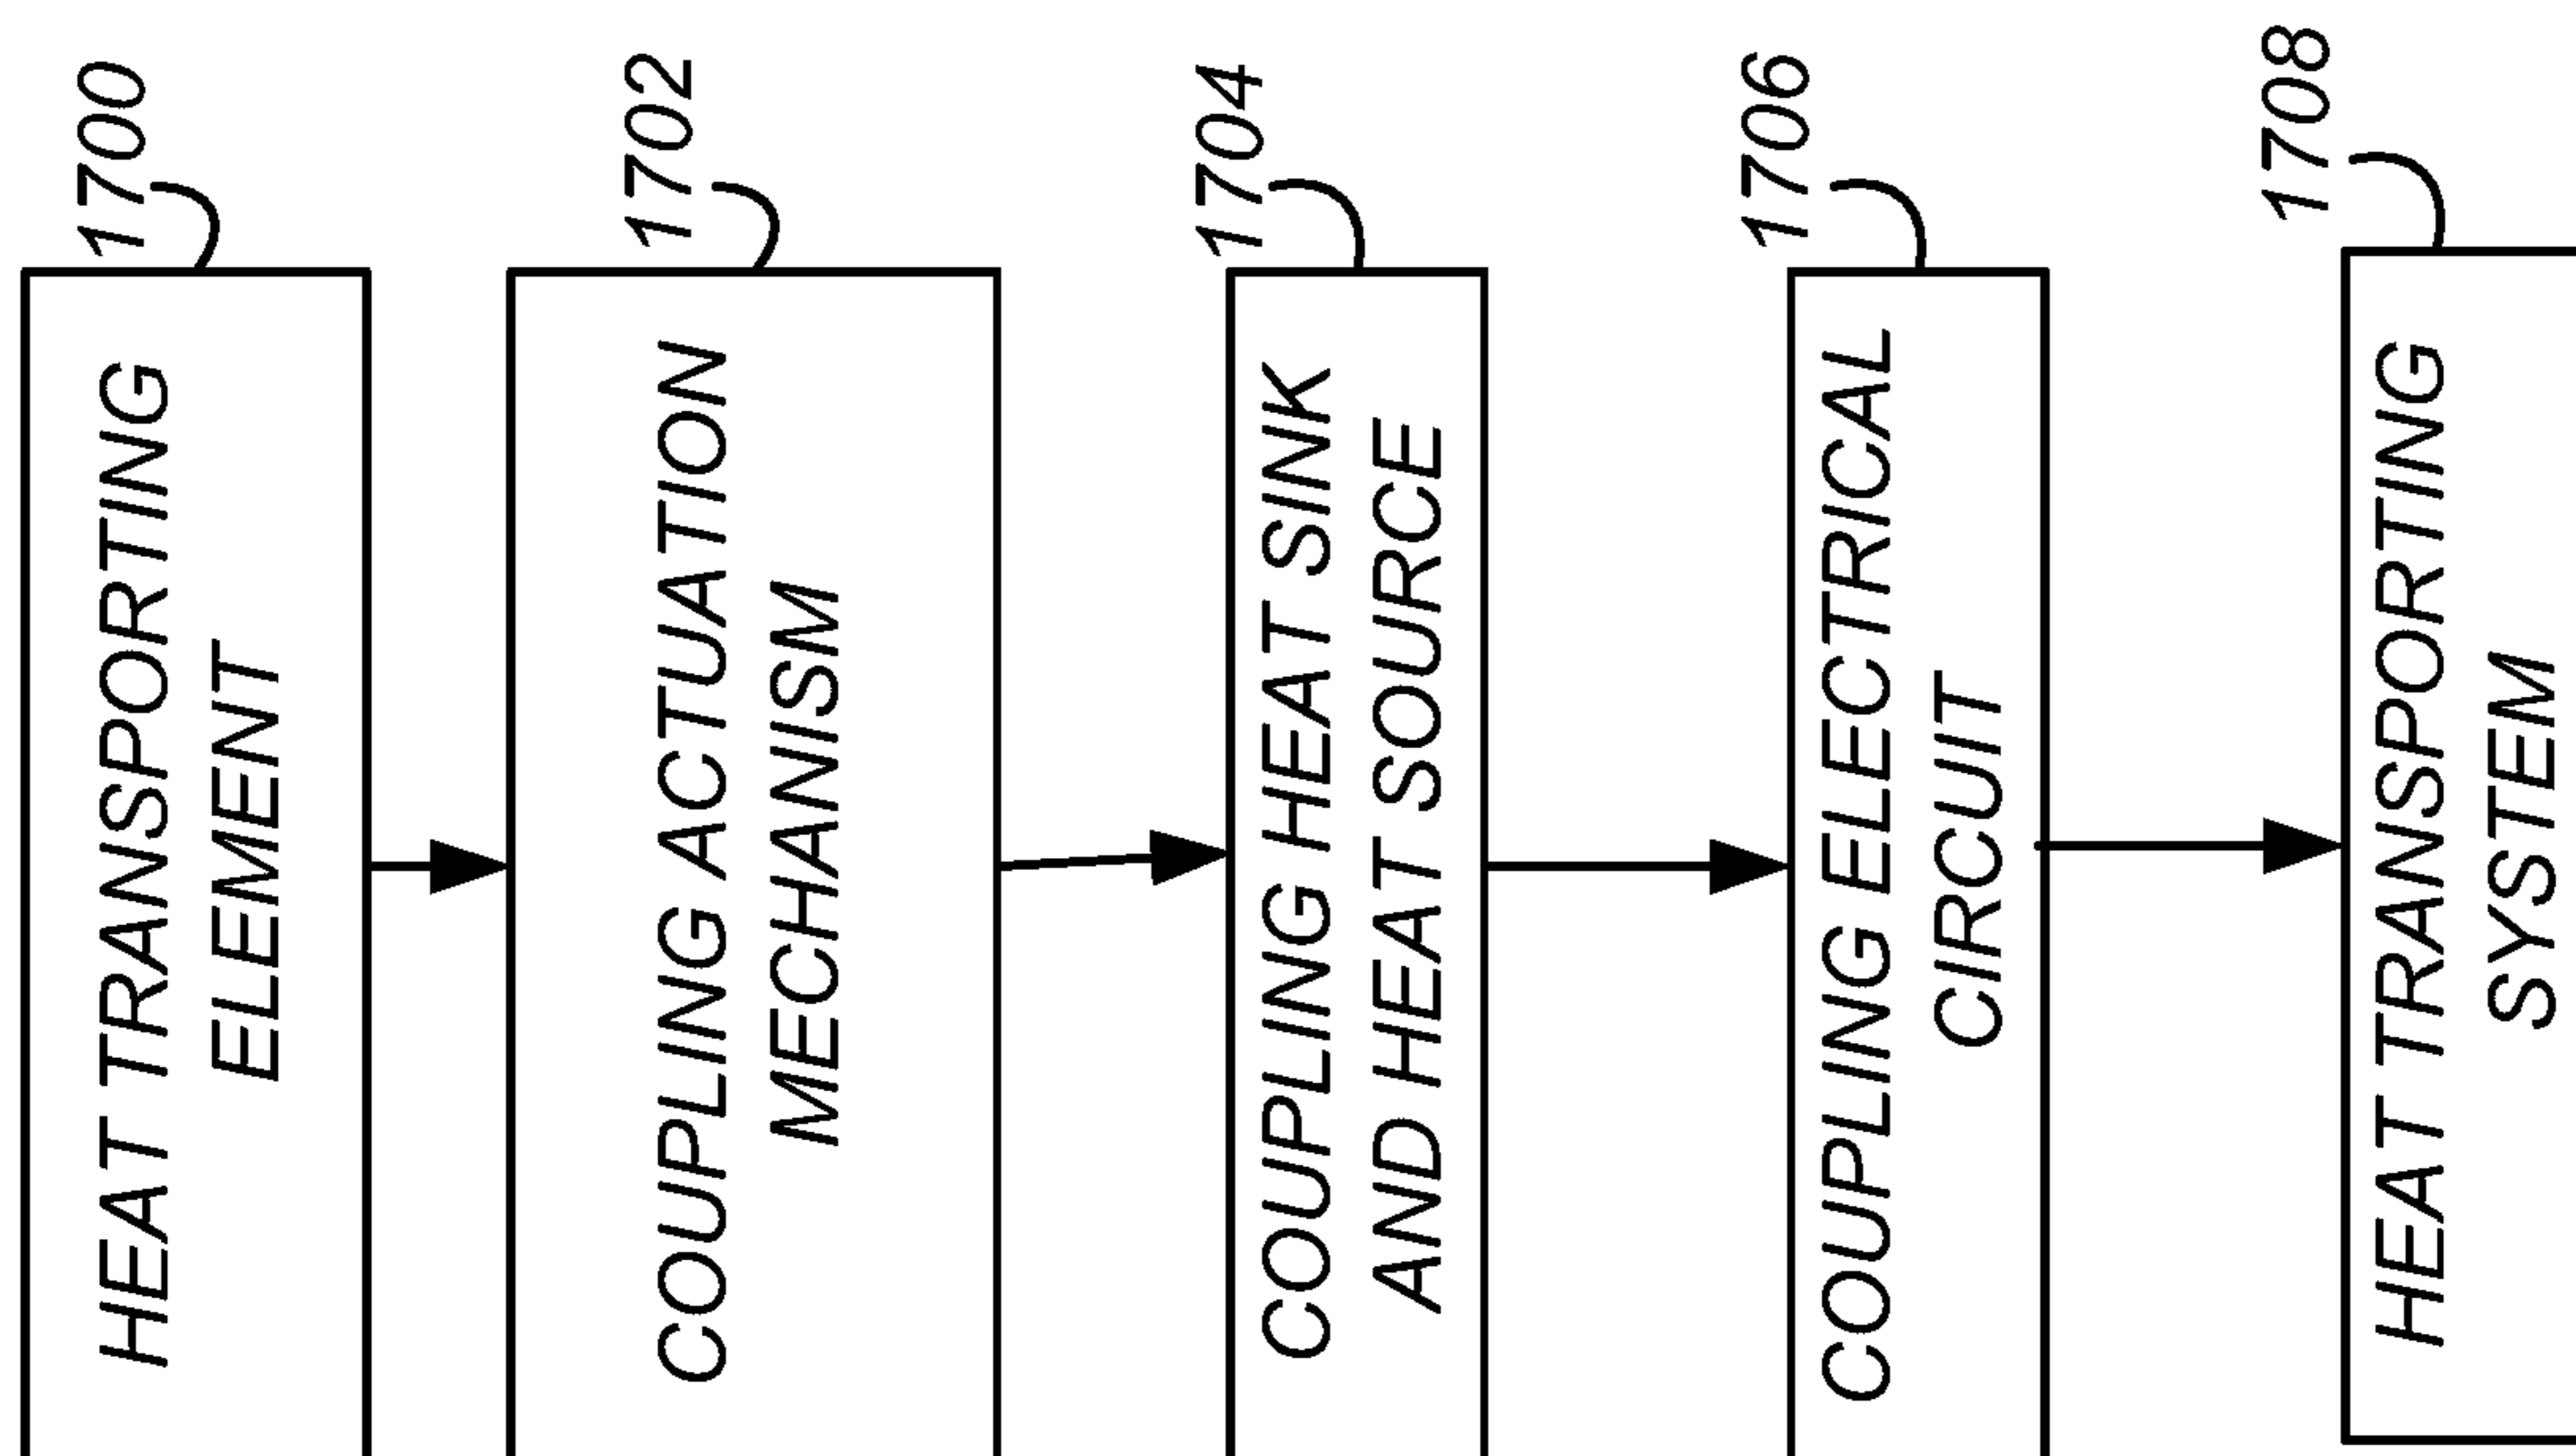 1700
HEAT TRANSPORTING
ELEMENT
1702
COUPLING ACTUATION
MECHANISM
1704
COUPLING HEAT SINK
AND HEAT SOURCE
1706
COUPLING ELECTRICAL
CIRCUIT
1708
HEAT TRANSPORTING
SYSTEM